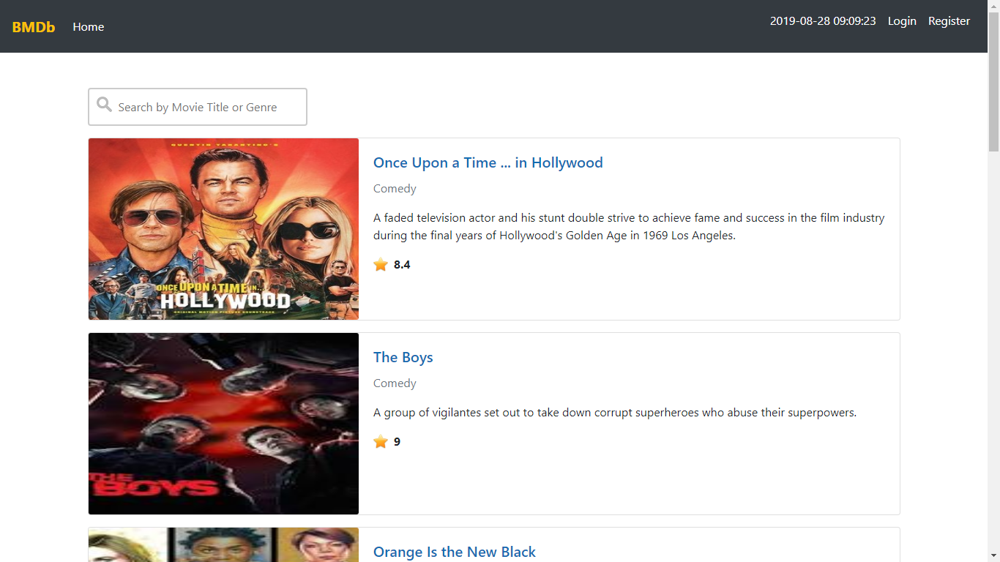 BMDb Home 2019-08-28 09:09:23 Login Register
Search by Movie Title or Genre
QUENTIN TARANTINO'S
ONCE UPON A TIME IN...
HOLLYWOOD
ORIGINAL MOTION PICTURE SOUNDTRACK
Once Upon a Time ... in Hollywood
Comedy
A faded television actor and his stunt double strive to achieve fame and success in the film industry
during the final years of Hollywood's Golden Age in 1969 Los Angeles.
8.4
THE
BOYS
The Boys
Comedy
A group of vigilantes set out to take down corrupt superheroes who abuse their superpowers.
9
Orange Is the New Black